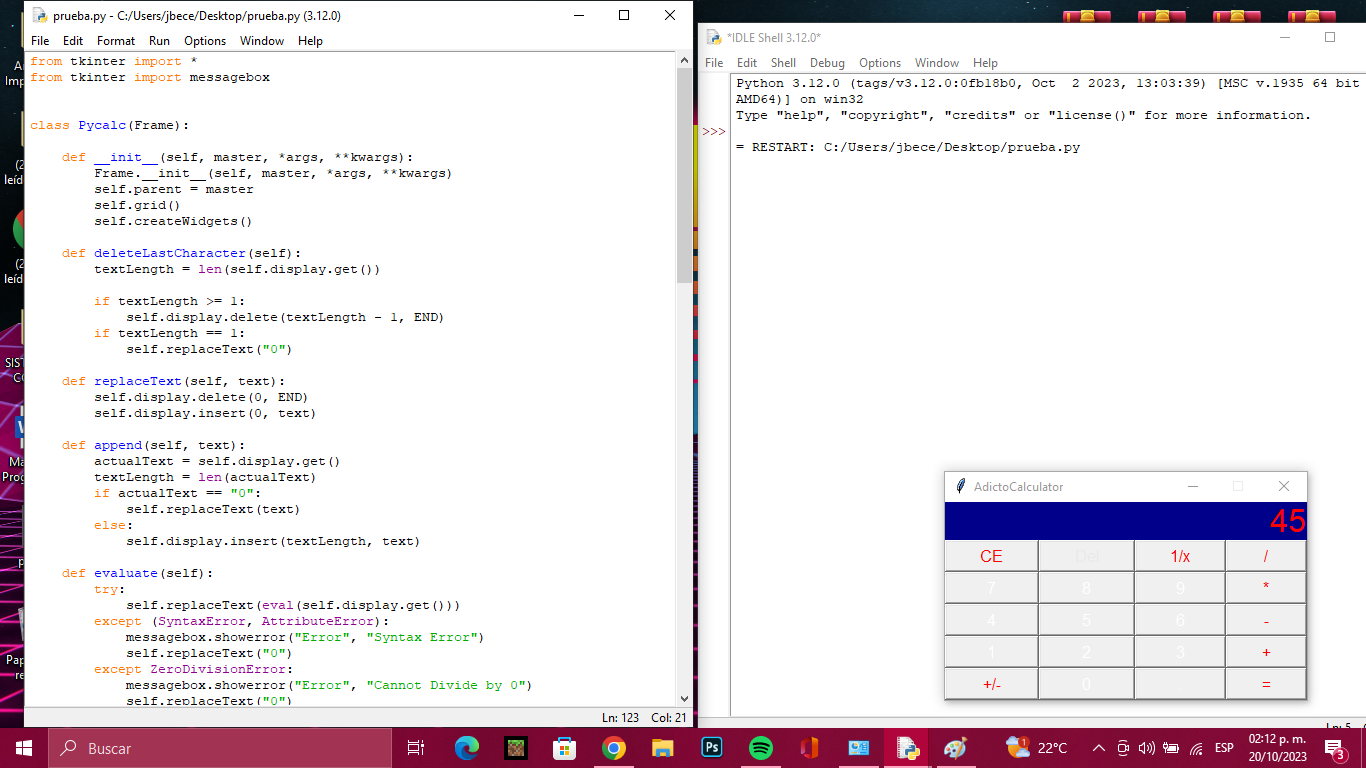 prueba.py - C:/Users/jbece/Desktop/prueba.py (3.12.0)
File Edit Format Run Options Window Help
from tkinter import *
from tkinter import messagebox
class Pycalc(Frame):
def __init__(self, master, *args, **kwargs):
Frame.__init__(self, master, *args, **kwargs)
self.parent = master
self.grid()
self.createWidgets()
def deleteLastCharacter(self):
textLength = len(self.display.get())
if textLength >= 1:
self.display.delete(textLength - 1, END)
if textLength == 1:
self.replaceText("0")
def replaceText(self, text):
self.display.delete(0, END)
self.display.insert(0, text)
def append(self, text):
actualText = self.display.get()
textLength = len(actualText)
if actualText == "0":
self.replaceText(text)
else:
self.display.insert(textLength, text)
def evaluate(self):
try:
self.replaceText(eval(self.display.get()))
except (SyntaxError, AttributeError):
messagebox.showerror("Error", "Syntax Error")
self.replaceText("0")
except ZeroDivisionError:
messagebox.showerror("Error", "Cannot Divide by 0")
self.replaceText("0")
Ln: 123 Col: 21
*IDLE Shell 3.12.0*
File Edit Shell Debug Options Window Help
Python 3.12.0 (tags/v3.12.0:0fb18b0, Oct  2 2023, 13:03:39) [MSC v.1935 64 bit
AMD64)] on win32
Type "help", "copyright", "credits" or "license()" for more information.
>>>
= RESTART: C:/Users/jbece/Desktop/prueba.py
AdictoCalculator
45
CE Del 1/x /
7 8 9 *
4 5 6 -
1 2 3 +
+/- 0 . =
Ln: 5
Buscar
Ps
22°C
ESP
02:12 p. m.
20/10/2023
3